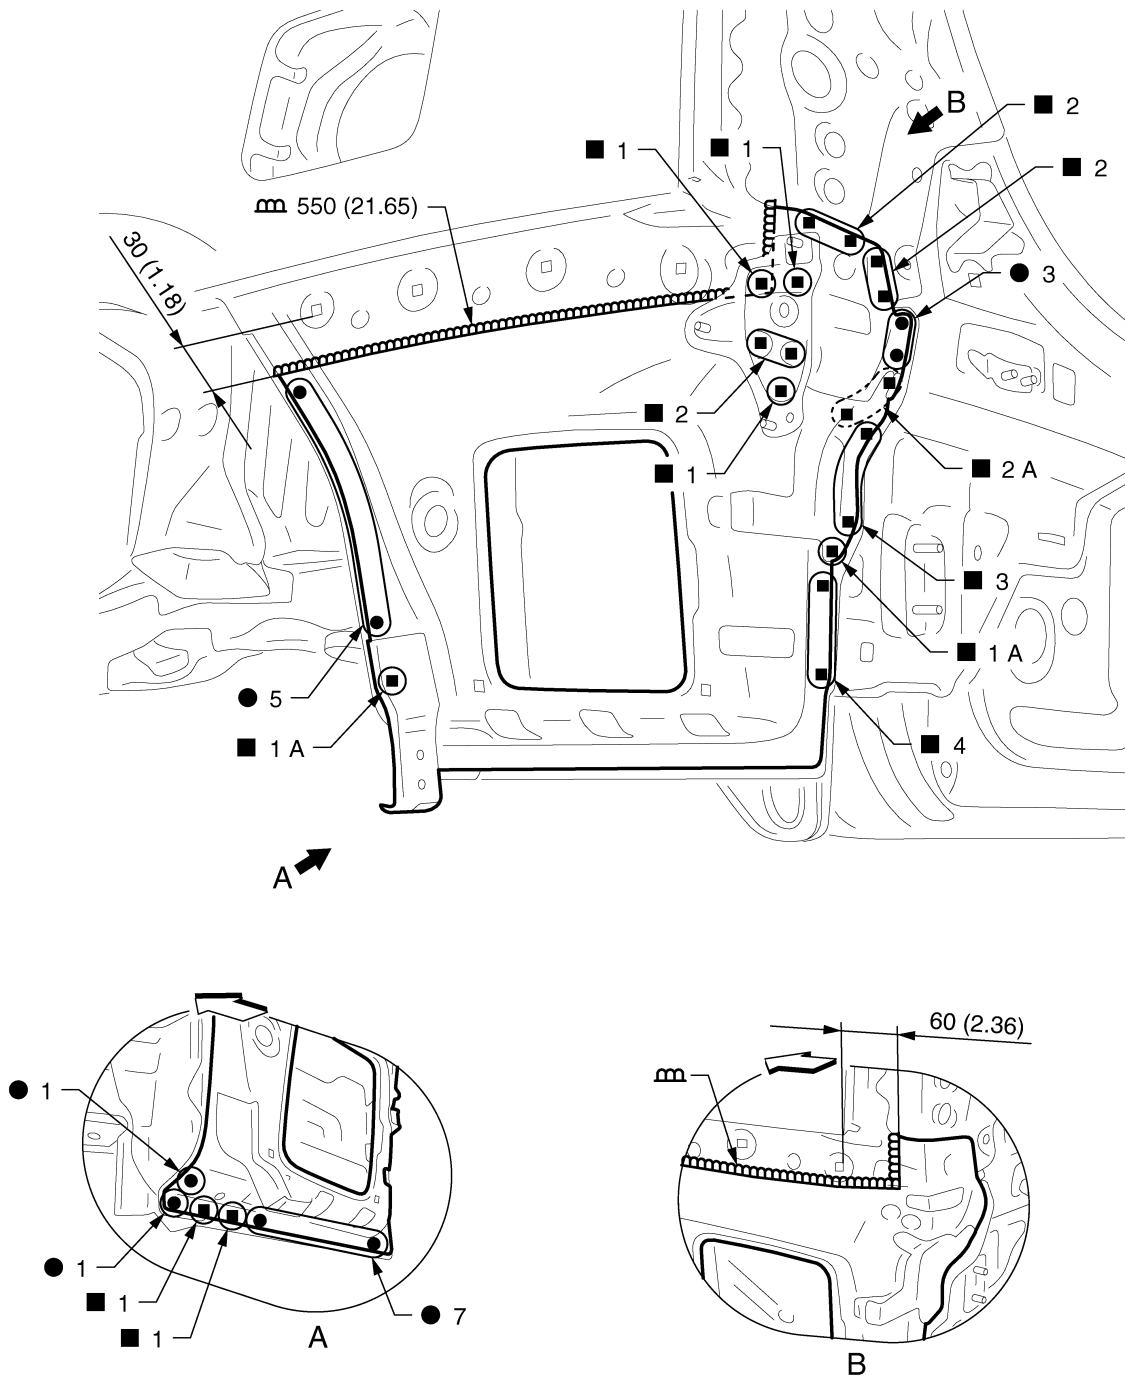 ■ 2
B
■ 1
■ 1
■ 2
550 (21.65)
30 (1.18)
● 3
■ 2
■ 1
■ 2 A
■ 3
■ 1 A
● 5
■ 1 A
■ 4
A
60 (2.36)
● 1
● 1
■ 1
■ 1
● 7
A
B